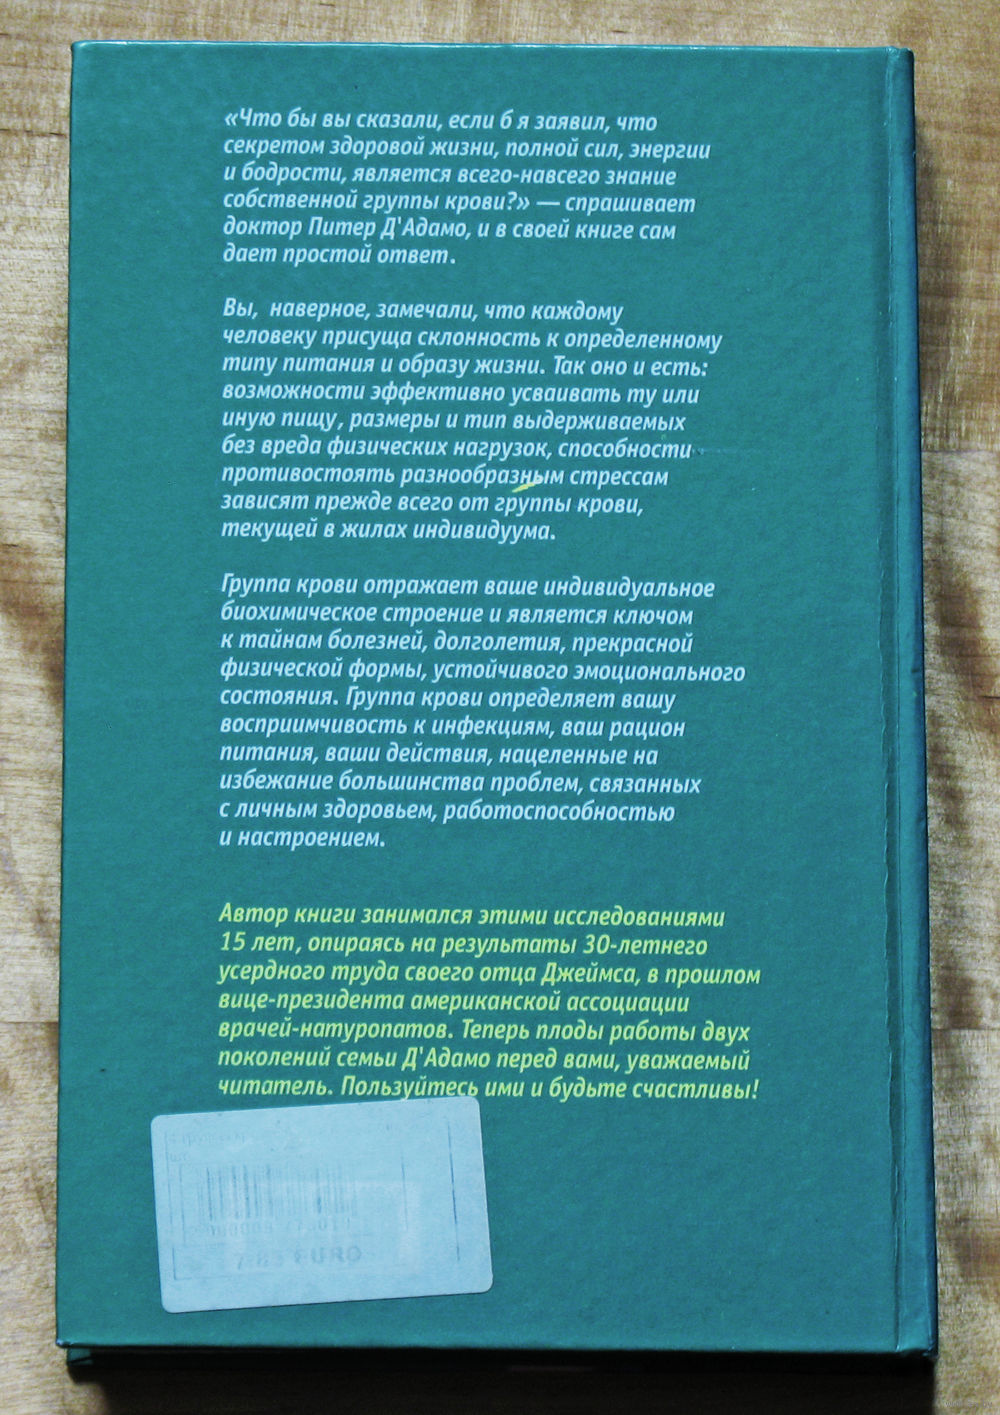 «Что бы вы сказали, если б я заявил, что
секретом здоровой жизни, полной сил, энергии
и бодрости, является всего-навсего знание
собственной группы крови?» — спрашивает
доктор Питер Д'Адамо, и в своей книге сам
дает простой ответ.
Вы, наверное, замечали, что каждому
человеку присуща склонность к определенному
типу питания и образу жизни. Так оно и есть:
возможности эффективно усваивать ту или
иную пищу, размеры и тип выдерживаемых
без вреда физических нагрузок, способности
противостоять разнообразным стрессам
зависят прежде всего от группы крови,
текущей в жилах индивидуума.
Группа крови отражает ваше индивидуальное
биохимическое строение и является ключом
к тайнам болезней, долголетия, прекрасной
физической формы, устойчивого эмоционального
состояния. Группа крови определяет вашу
восприимчивость к инфекциям, ваш рацион
питания, ваши действия, нацеленные на
избежание большинства проблем, связанных
с личным здоровьем, работоспособностью
и настроением.
Автор книги занимался этими исследованиями
15 лет, опираясь на результаты 30-летнего
усердного труда своего отца Джеймса, в прошлом
вице-президента американской ассоциации
врачей-натуропатов. Теперь плоды работы двух
поколений семьи Д'Адамо перед вами, уважаемый
читатель. Пользуйтесь ими и будьте счастливы!
EURO